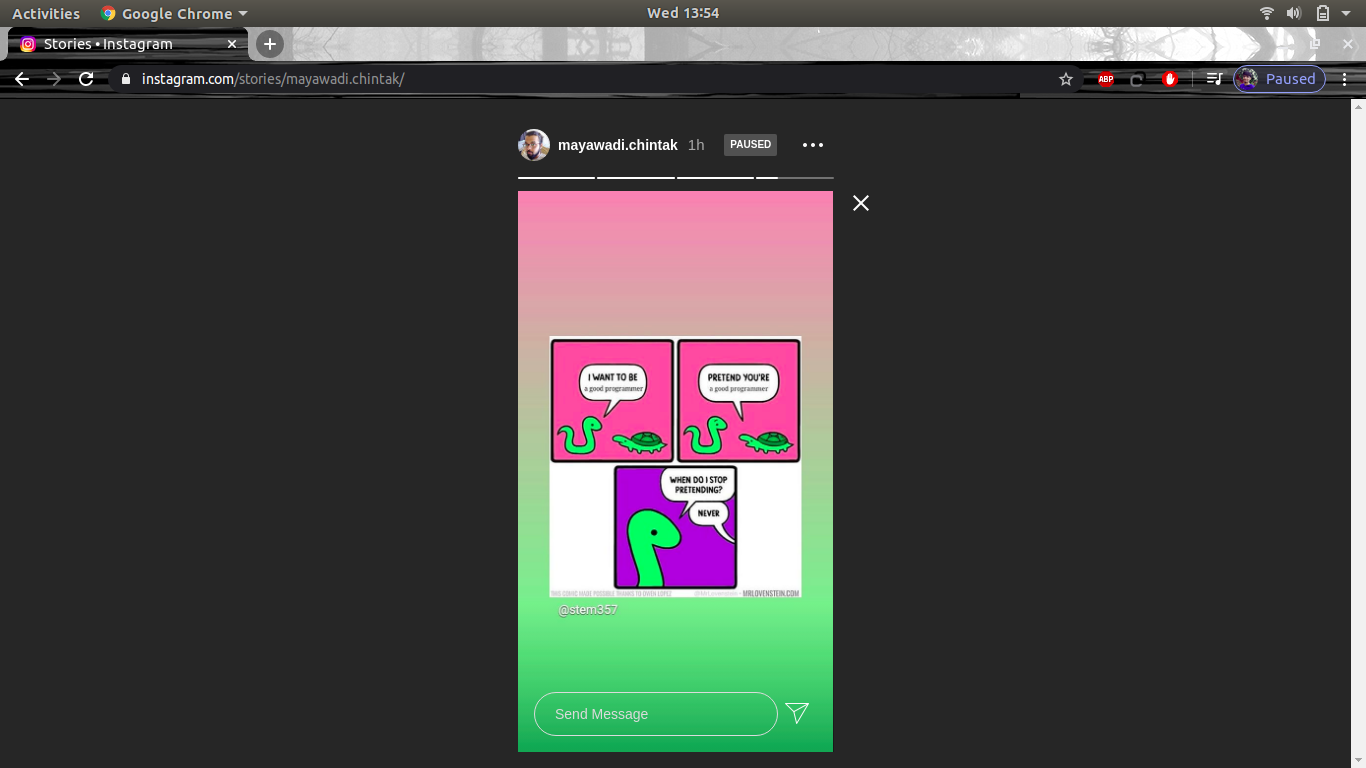 Activities Google Chrome Wed 13:54
Stories • Instagram
instagram.com/stories/mayawadi.chintak/ ABP Paused
mayawadi.chintak 1h PAUSED
I WANT TO BE
a good programmer
PRETEND YOU'RE
a good programmer
WHEN DO I STOP
PRETENDING?
NEVER
THIS COMIC MADE POSSIBLE THANKS TO OWEN LOPEZ MRLOVENSTEIN.COM
@stem357
Send Message